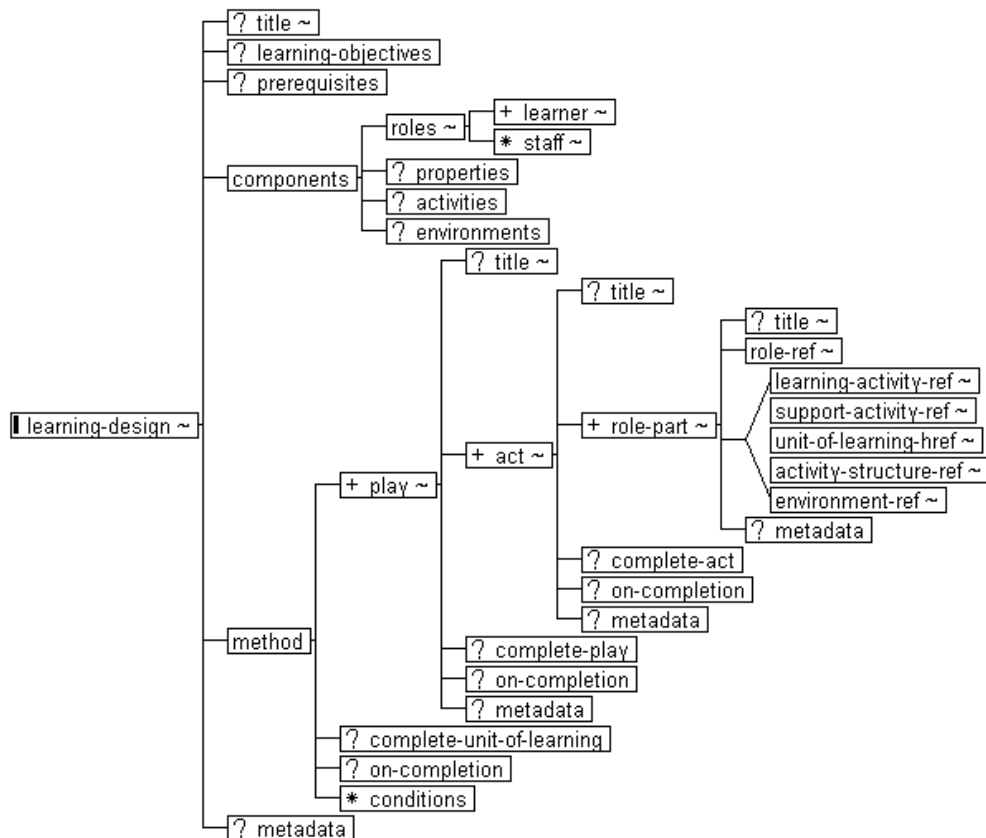 ? title ~
? learning-objectives
? prerequisites
+ learner ~
roles ~
* staff ~
components
? properties
? activities
? environments
? title ~
? title ~
? title ~
role-ref ~
learning-activity-ref ~
support-activity-ref ~
learning-design ~
+ role-part ~
unit-of-learning-href ~
+ act ~
activity-structure-ref ~
+ play ~
environment-ref ~
? metadata
? complete-act
? on-completion
? metadata
method
? complete-play
? on-completion
? metadata
? complete-unit-of-learning
? on-completion
* conditions
? metadata